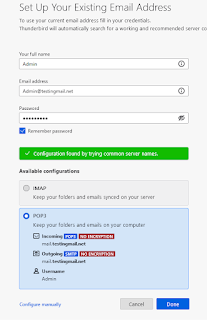 Set Up Your Existing Email Address
To use your current email address fill in your credentials.
Thunderbird will automatically search for a working and recommended server co
Your full name
Admin
Email address
Admin@testingmail.net
Password
•••••••••
Remember password
Configuration found by trying common server names.
Available configurations
IMAP
Keep your folders and emails synced on your server
POP3
Keep your folders and emails on your computer
Incoming POP3 NO ENCRYPTION
mail.testingmail.net
Outgoing SMTP NO ENCRYPTION
mail.testingmail.net
Username
Admin
Configure manually
Cancel
Done